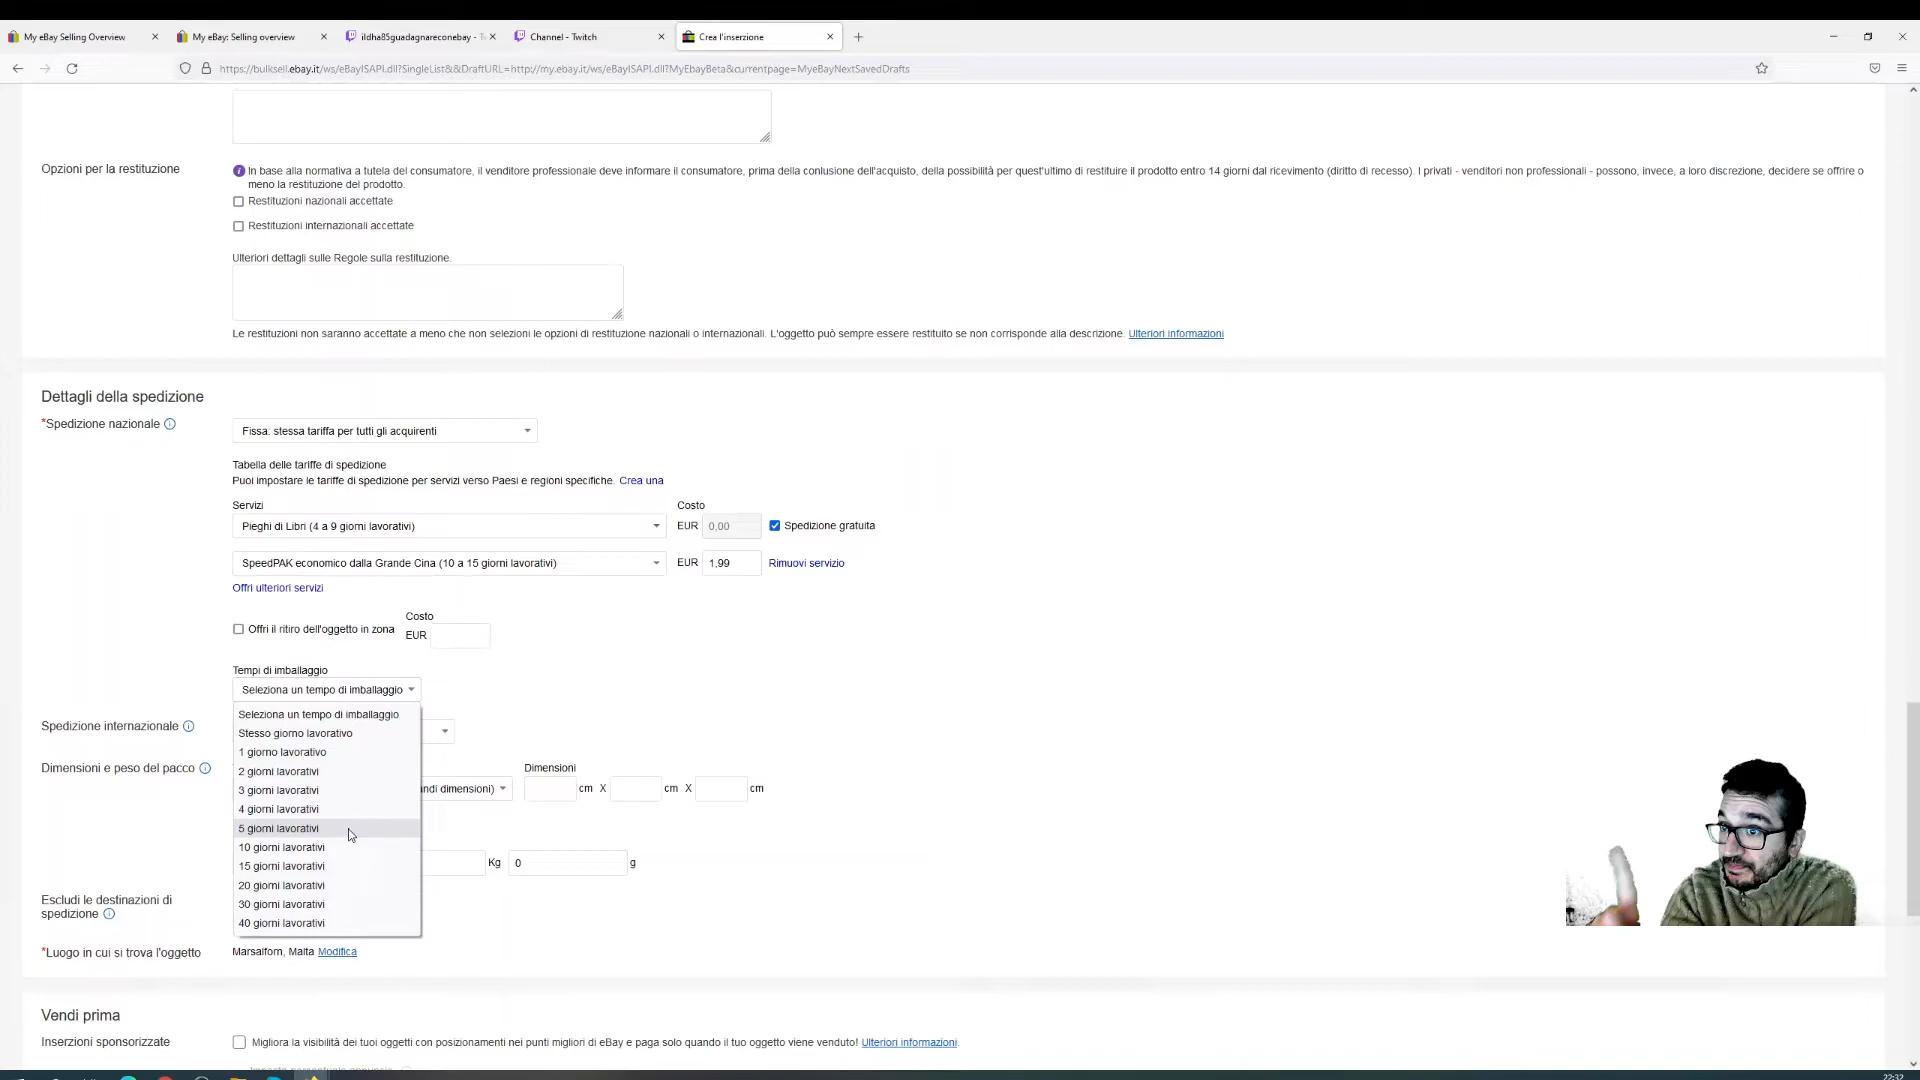 My eBay Selling Overview
My eBay: Selling overview
ildha85guadagnareconebay - Tw
Channel - Twitch
Crea l'inserzione
https://bulksell.ebay.it/ws/eBayISAPI.dll?SingleList&&DraftURL=http://my.ebay.it/ws/eBayISAPI.dll?MyEbayBeta&currentpage=MyeBayNextSavedDrafts
Opzioni per la restituzione
In base alla normativa a tutela del consumatore, il venditore professionale deve informare il consumatore, prima della conlusione dell'acquisto, della possibilità per quest'ultimo di restituire il prodotto entro 14 giorni dal ricevimento (diritto di recesso). I privati - venditori non professionali - possono, invece, a loro discrezione, decidere se offrire o
meno la restituzione del prodotto.
Restituzioni nazionali accettate
Restituzioni internazionali accettate
Ulteriori dettagli sulle Regole sulla restituzione.
Le restituzioni non saranno accettate a meno che non selezioni le opzioni di restituzione nazionali o internazionali. L'oggetto può sempre essere restituito se non corrisponde alla descrizione. Ulteriori informazioni
Dettagli della spedizione
*Spedizione nazionale
Fissa: stessa tariffa per tutti gli acquirenti
Tabella delle tariffe di spedizione
Puoi impostare le tariffe di spedizione per servizi verso Paesi e regioni specifiche. Crea una
Servizi Costo
Pieghi di Libri (4 a 9 giorni lavorativi) EUR 0,00 Spedizione gratuita
SpeedPAK economico dalla Grande Cina (10 a 15 giorni lavorativi) EUR 1,99 Rimuovi servizio
Offri ulteriori servizi
Costo
Offri il ritiro dell'oggetto in zona EUR
Tempi di imballaggio
Seleziona un tempo di imballaggio
Seleziona un tempo di imballaggio
Spedizione internazionale
Stesso giorno lavorativo
1 giorno lavorativo
Dimensioni e peso del pacco
2 giorni lavorativi
Dimensioni
3 giorni lavorativi
andi dimensioni) cm X cm X cm
4 giorni lavorativi
5 giorni lavorativi
10 giorni lavorativi
15 giorni lavorativi
Kg 0 g
20 giorni lavorativi
Escludi le destinazioni di
spedizione
30 giorni lavorativi
40 giorni lavorativi
*Luogo in cui si trova l'oggetto
Marsalforn, Malta Modifica
Vendi prima
Inserzioni sponsorizzate
Migliora la visibilità dei tuoi oggetti con posizionamenti nei punti migliori di eBay e paga solo quando il tuo oggetto viene venduto! Ulteriori informazioni.
22:32